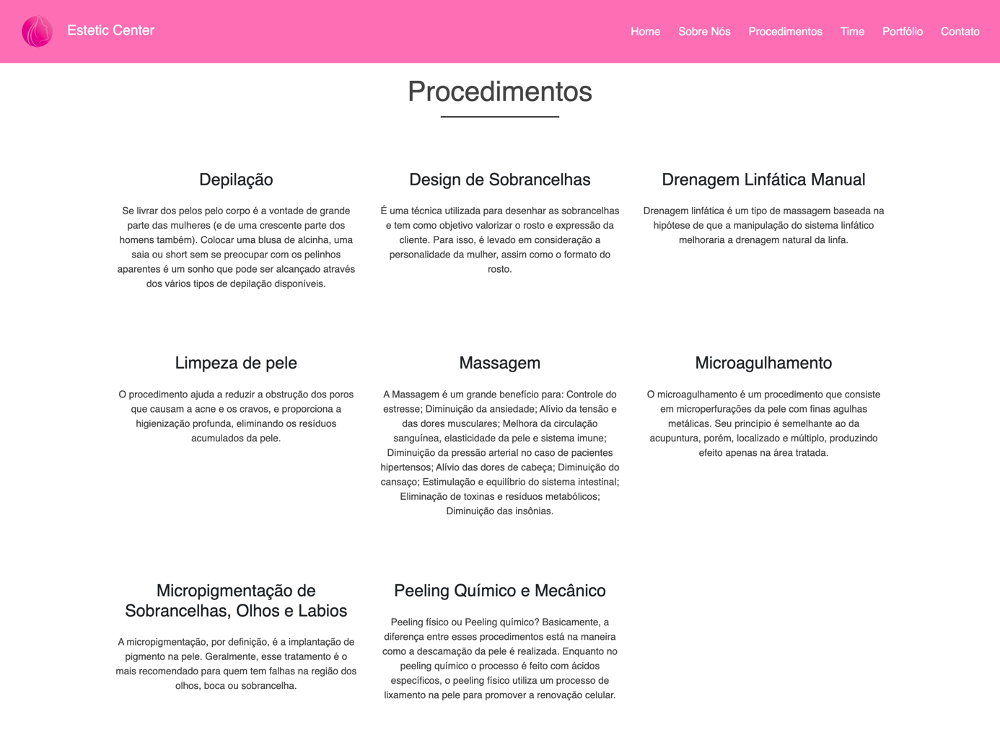 Estetic Center
Home Sobre Nós Procedimentos Time Portfólio Contato
Procedimentos
Depilação
Se livrar dos pelos pelo corpo é a vontade de grande
parte das mulheres (e de uma crescente parte dos
homens também). Colocar uma blusa de alcinha, uma
saia ou short sem se preocupar com os pelinhos
aparentes é um sonho que pode ser alcançado através
dos vários tipos de depilação disponíveis.
Design de Sobrancelhas
É uma técnica utilizada para desenhar as sobrancelhas
e tem como objetivo valorizar o rosto e expressão da
cliente. Para isso, é levado em consideração a
personalidade da mulher, assim como o formato do
rosto.
Drenagem Linfática Manual
Drenagem linfática é um tipo de massagem baseada na
hipótese de que a manipulação do sistema linfático
melhoraria a drenagem natural da linfa.
Limpeza de pele
O procedimento ajuda a reduzir a obstrução dos poros
que causam a acne e os cravos, e proporciona a
higienização profunda, eliminando os resíduos
acumulados da pele.
Massagem
A Massagem é um grande benefício para: Controle do
estresse; Diminuição da ansiedade; Alívio da tensão e
das dores musculares; Melhora da circulação
sanguínea, elasticidade da pele e sistema imune;
Diminuição da pressão arterial no caso de pacientes
hipertensos; Alívio das dores de cabeça; Diminuição do
cansaço; Estimulação e equilíbrio do sistema intestinal;
Eliminação de toxinas e resíduos metabólicos;
Diminuição das insônias.
Microagulhamento
O microagulhamento é um procedimento que consiste
em microperfurações da pele com finas agulhas
metálicas. Seu princípio é semelhante ao da
acupuntura, porém, localizado e múltiplo, produzindo
efeito apenas na área tratada.
Micropigmentação de
Sobrancelhas, Olhos e Labios
A micropigmentação, por definição, é a implantação de
pigmento na pele. Geralmente, esse tratamento é o
mais recomendado para quem tem falhas na região dos
olhos, boca ou sobrancelha.
Peeling Químico e Mecânico
Peeling físico ou Peeling químico? Basicamente, a
diferença entre esses procedimentos está na maneira
como a descamação da pele é realizada. Enquanto no
peeling químico o processo é feito com ácidos
específicos, o peeling físico utiliza um processo de
lixamento na pele para promover a renovação celular.